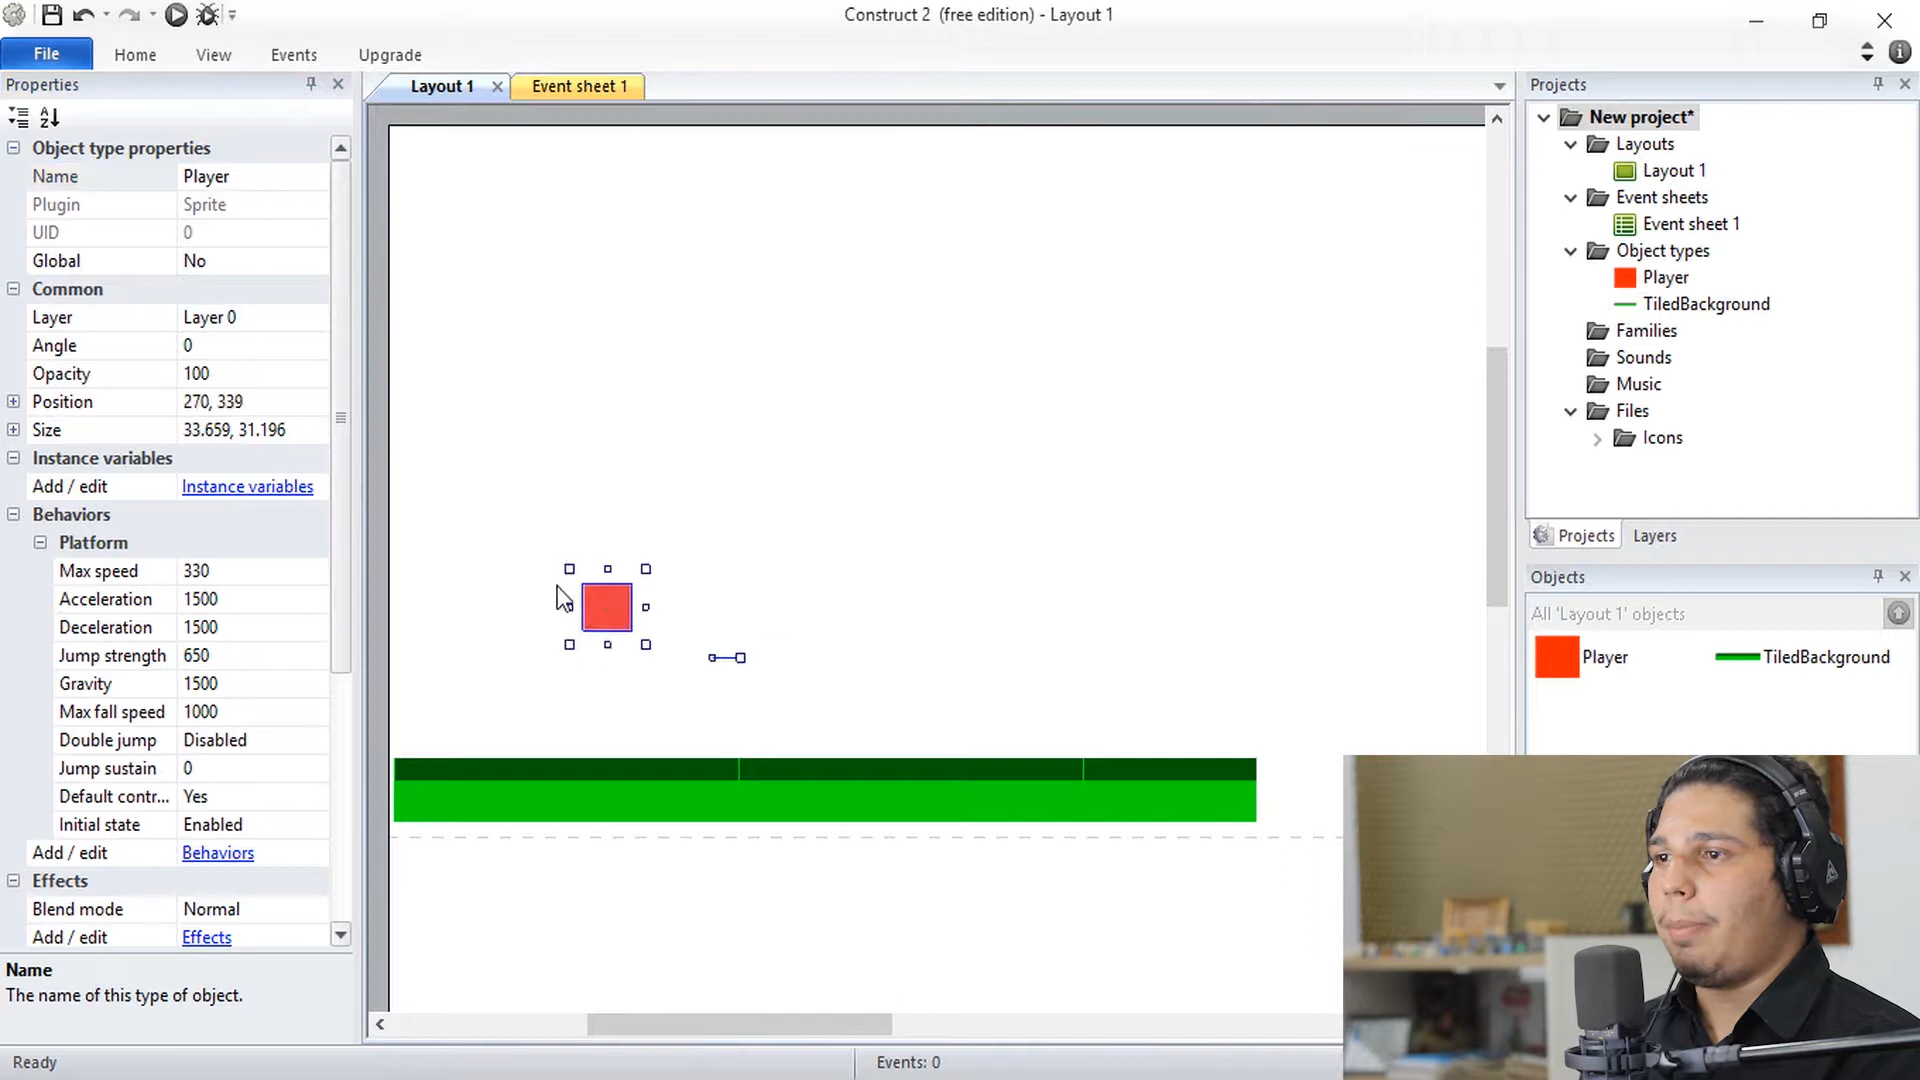 Construct 2 (free edition) - Layout 1
File Home View Events Upgrade
Properties
Object type properties
Name Player
Plugin Sprite
UID 0
Global No
Common
Layer Layer 0
Angle 0
Opacity 100
Position 270, 339
Size 33.659, 31.196
Instance variables
Add / edit Instance variables
Behaviors
Platform
Max speed 330
Acceleration 1500
Deceleration 1500
Jump strength 650
Gravity 1500
Max fall speed 1000
Double jump Disabled
Jump sustain 0
Default contr... Yes
Initial state Enabled
Add / edit Behaviors
Effects
Blend mode Normal
Add / edit Effects
Name
The name of this type of object.
Ready
Layout 1 Event sheet 1
Events: 0
Projects
New project*
Layouts
Layout 1
Event sheets
Event sheet 1
Object types
Player
TiledBackground
Families
Sounds
Music
Files
Icons
Projects Layers
Objects
All 'Layout 1' objects
Player TiledBackground